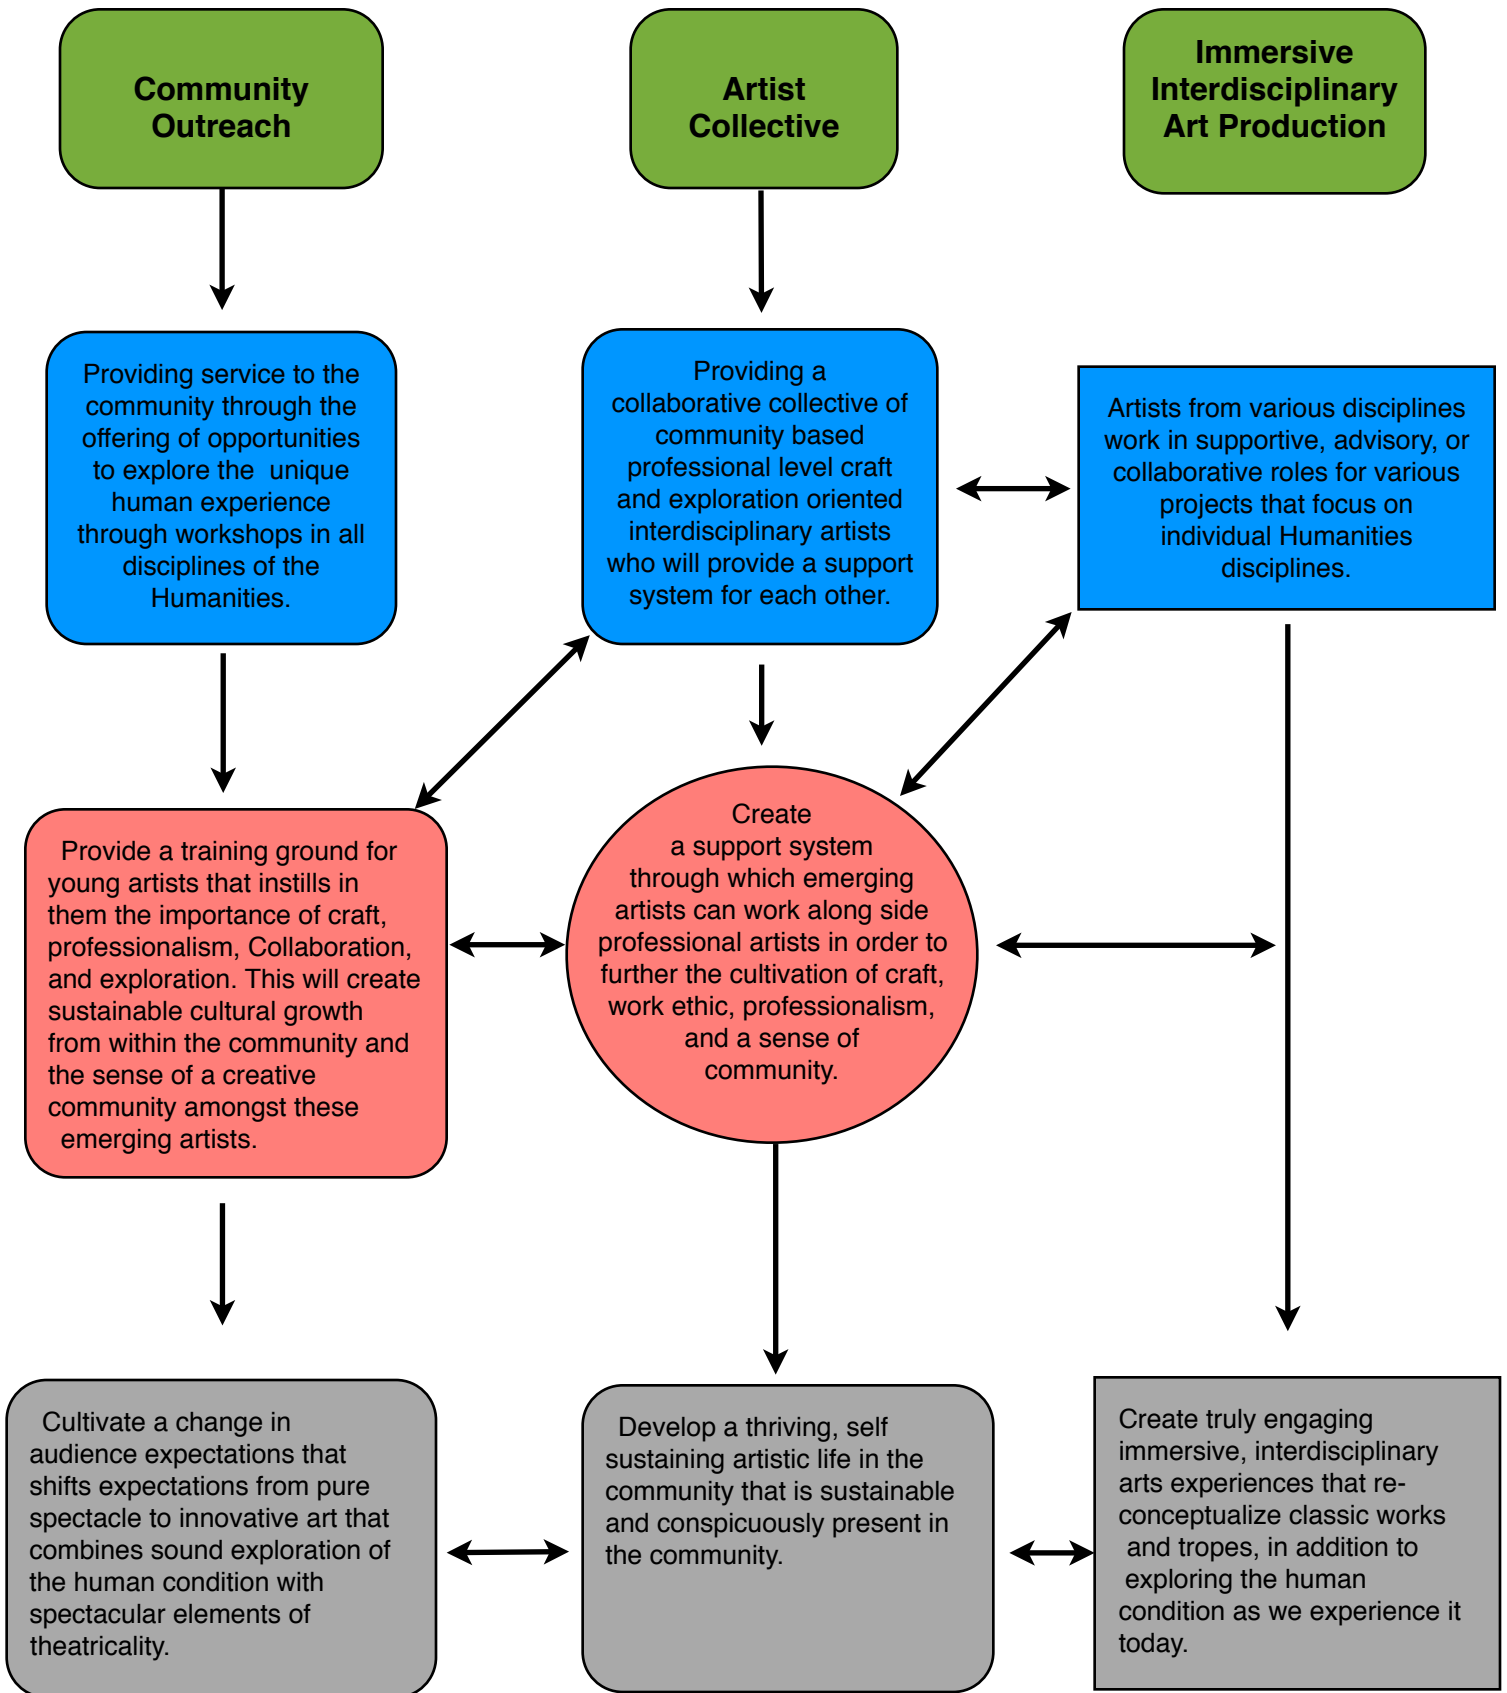 Community
Outreach
Artist
Collective
Immersive
Interdisciplinary
Art Production
Providing service to the
community through the
offering of opportunities
to explore the  unique
human experience
through workshops in all
disciplines of the
Humanities.
Providing a
collaborative collective of
community based
professional level craft
and exploration oriented
interdisciplinary artists
who will provide a support
system for each other.
Artists from various disciplines
work in supportive, advisory, or
collaborative roles for various
projects that focus on
individual Humanities
disciplines.
Provide a training ground for
young artists that instills in
them the importance of craft,
professionalism, Collaboration,
and exploration. This will create
sustainable cultural growth
from within the community and
the sense of a creative
community amongst these
emerging artists.
Create
a support system
through which emerging
artists can work along side
professional artists in order to
further the cultivation of craft,
work ethic, professionalism,
and a sense of
community.
Cultivate a change in
audience expectations that
shifts expectations from pure
spectacle to innovative art that
combines sound exploration of
the human condition with
spectacular elements of
theatricality.
Develop a thriving, self
sustaining artistic life in the
community that is sustainable
and conspicuously present in
the community.
Create truly engaging
immersive, interdisciplinary
arts experiences that re-
conceptualize classic works
and tropes, in addition to
exploring the human
condition as we experience it
today.